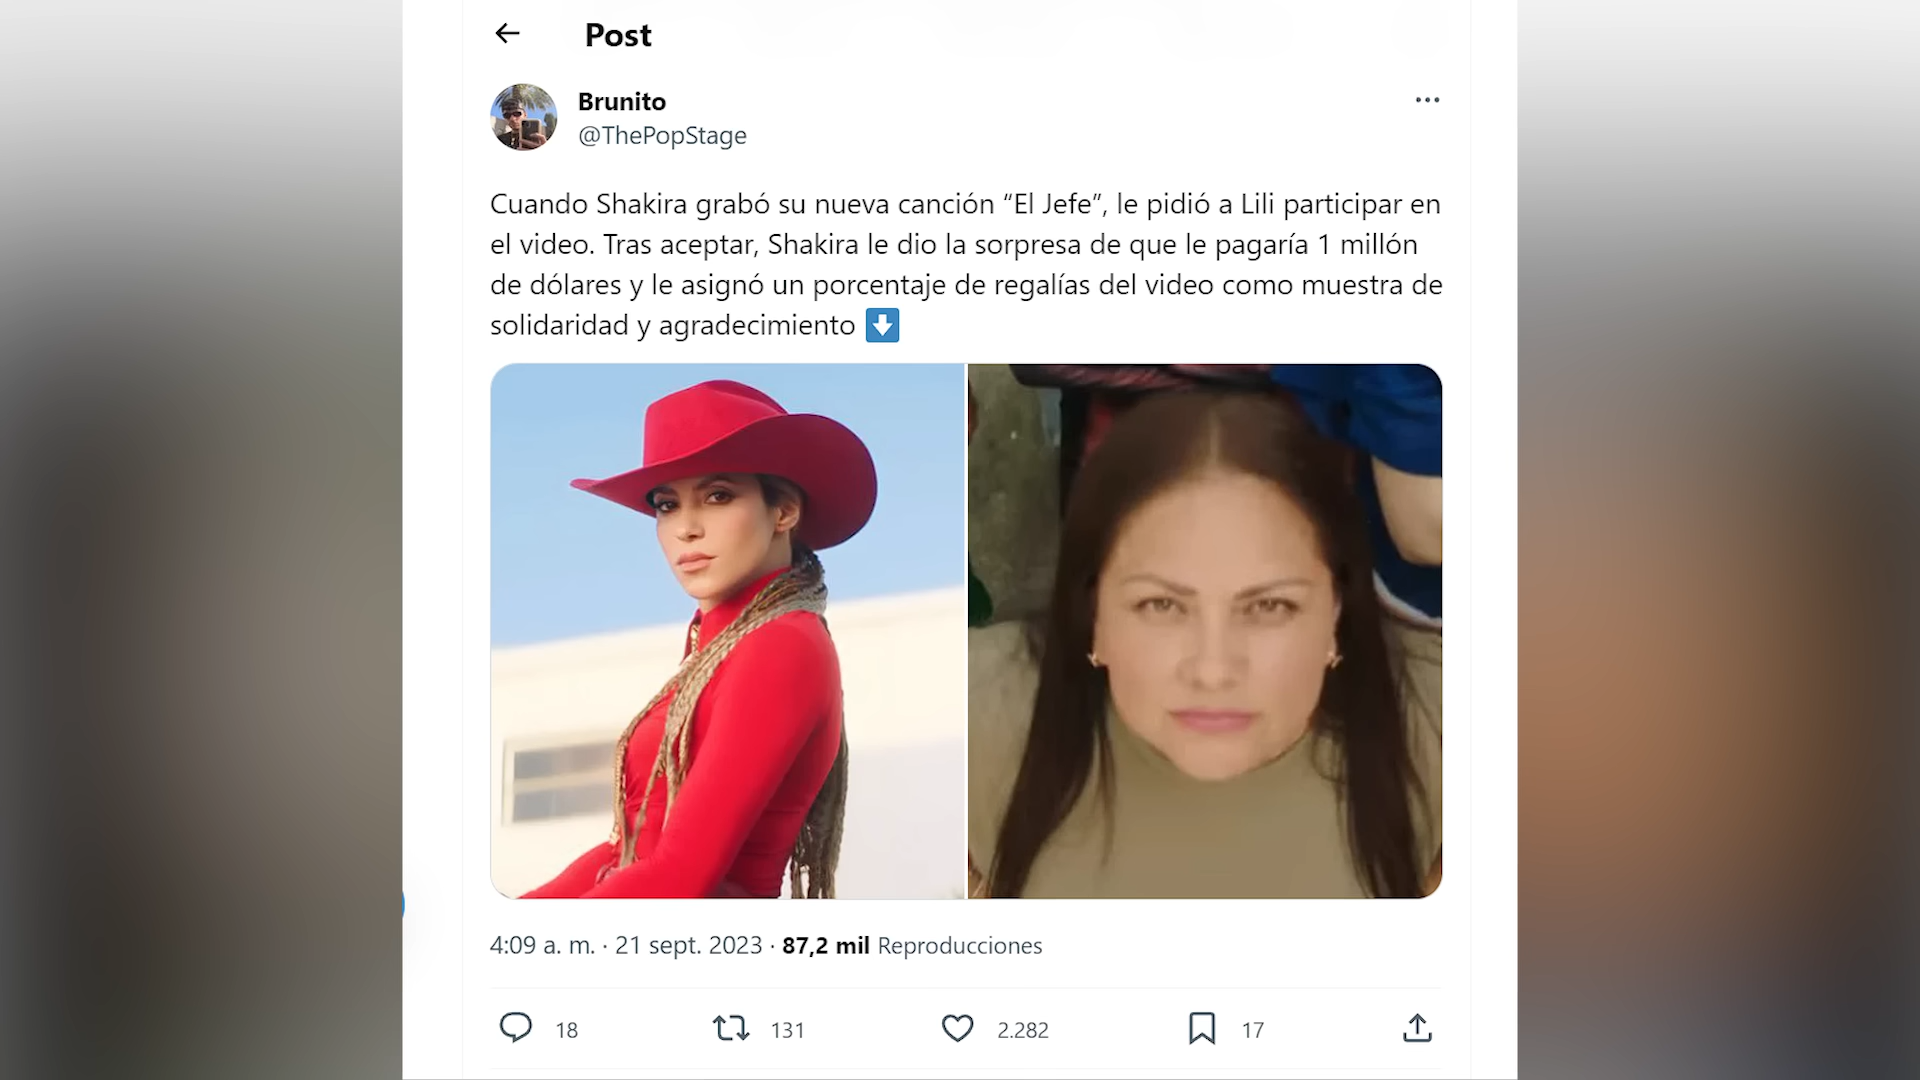 Post
Brunito
@ThePopStage
Cuando Shakira grabó su nueva canción “El Jefe”, le pidió a Lili participar en
el video. Tras aceptar, Shakira le dio la sorpresa de que le pagaría 1 millón
de dólares y le asignó un porcentaje de regalías del video como muestra de
solidaridad y agradecimiento
4:09 a. m. · 21 sept. 2023 · 87,2 mil Reproducciones
18 131 2.282 17